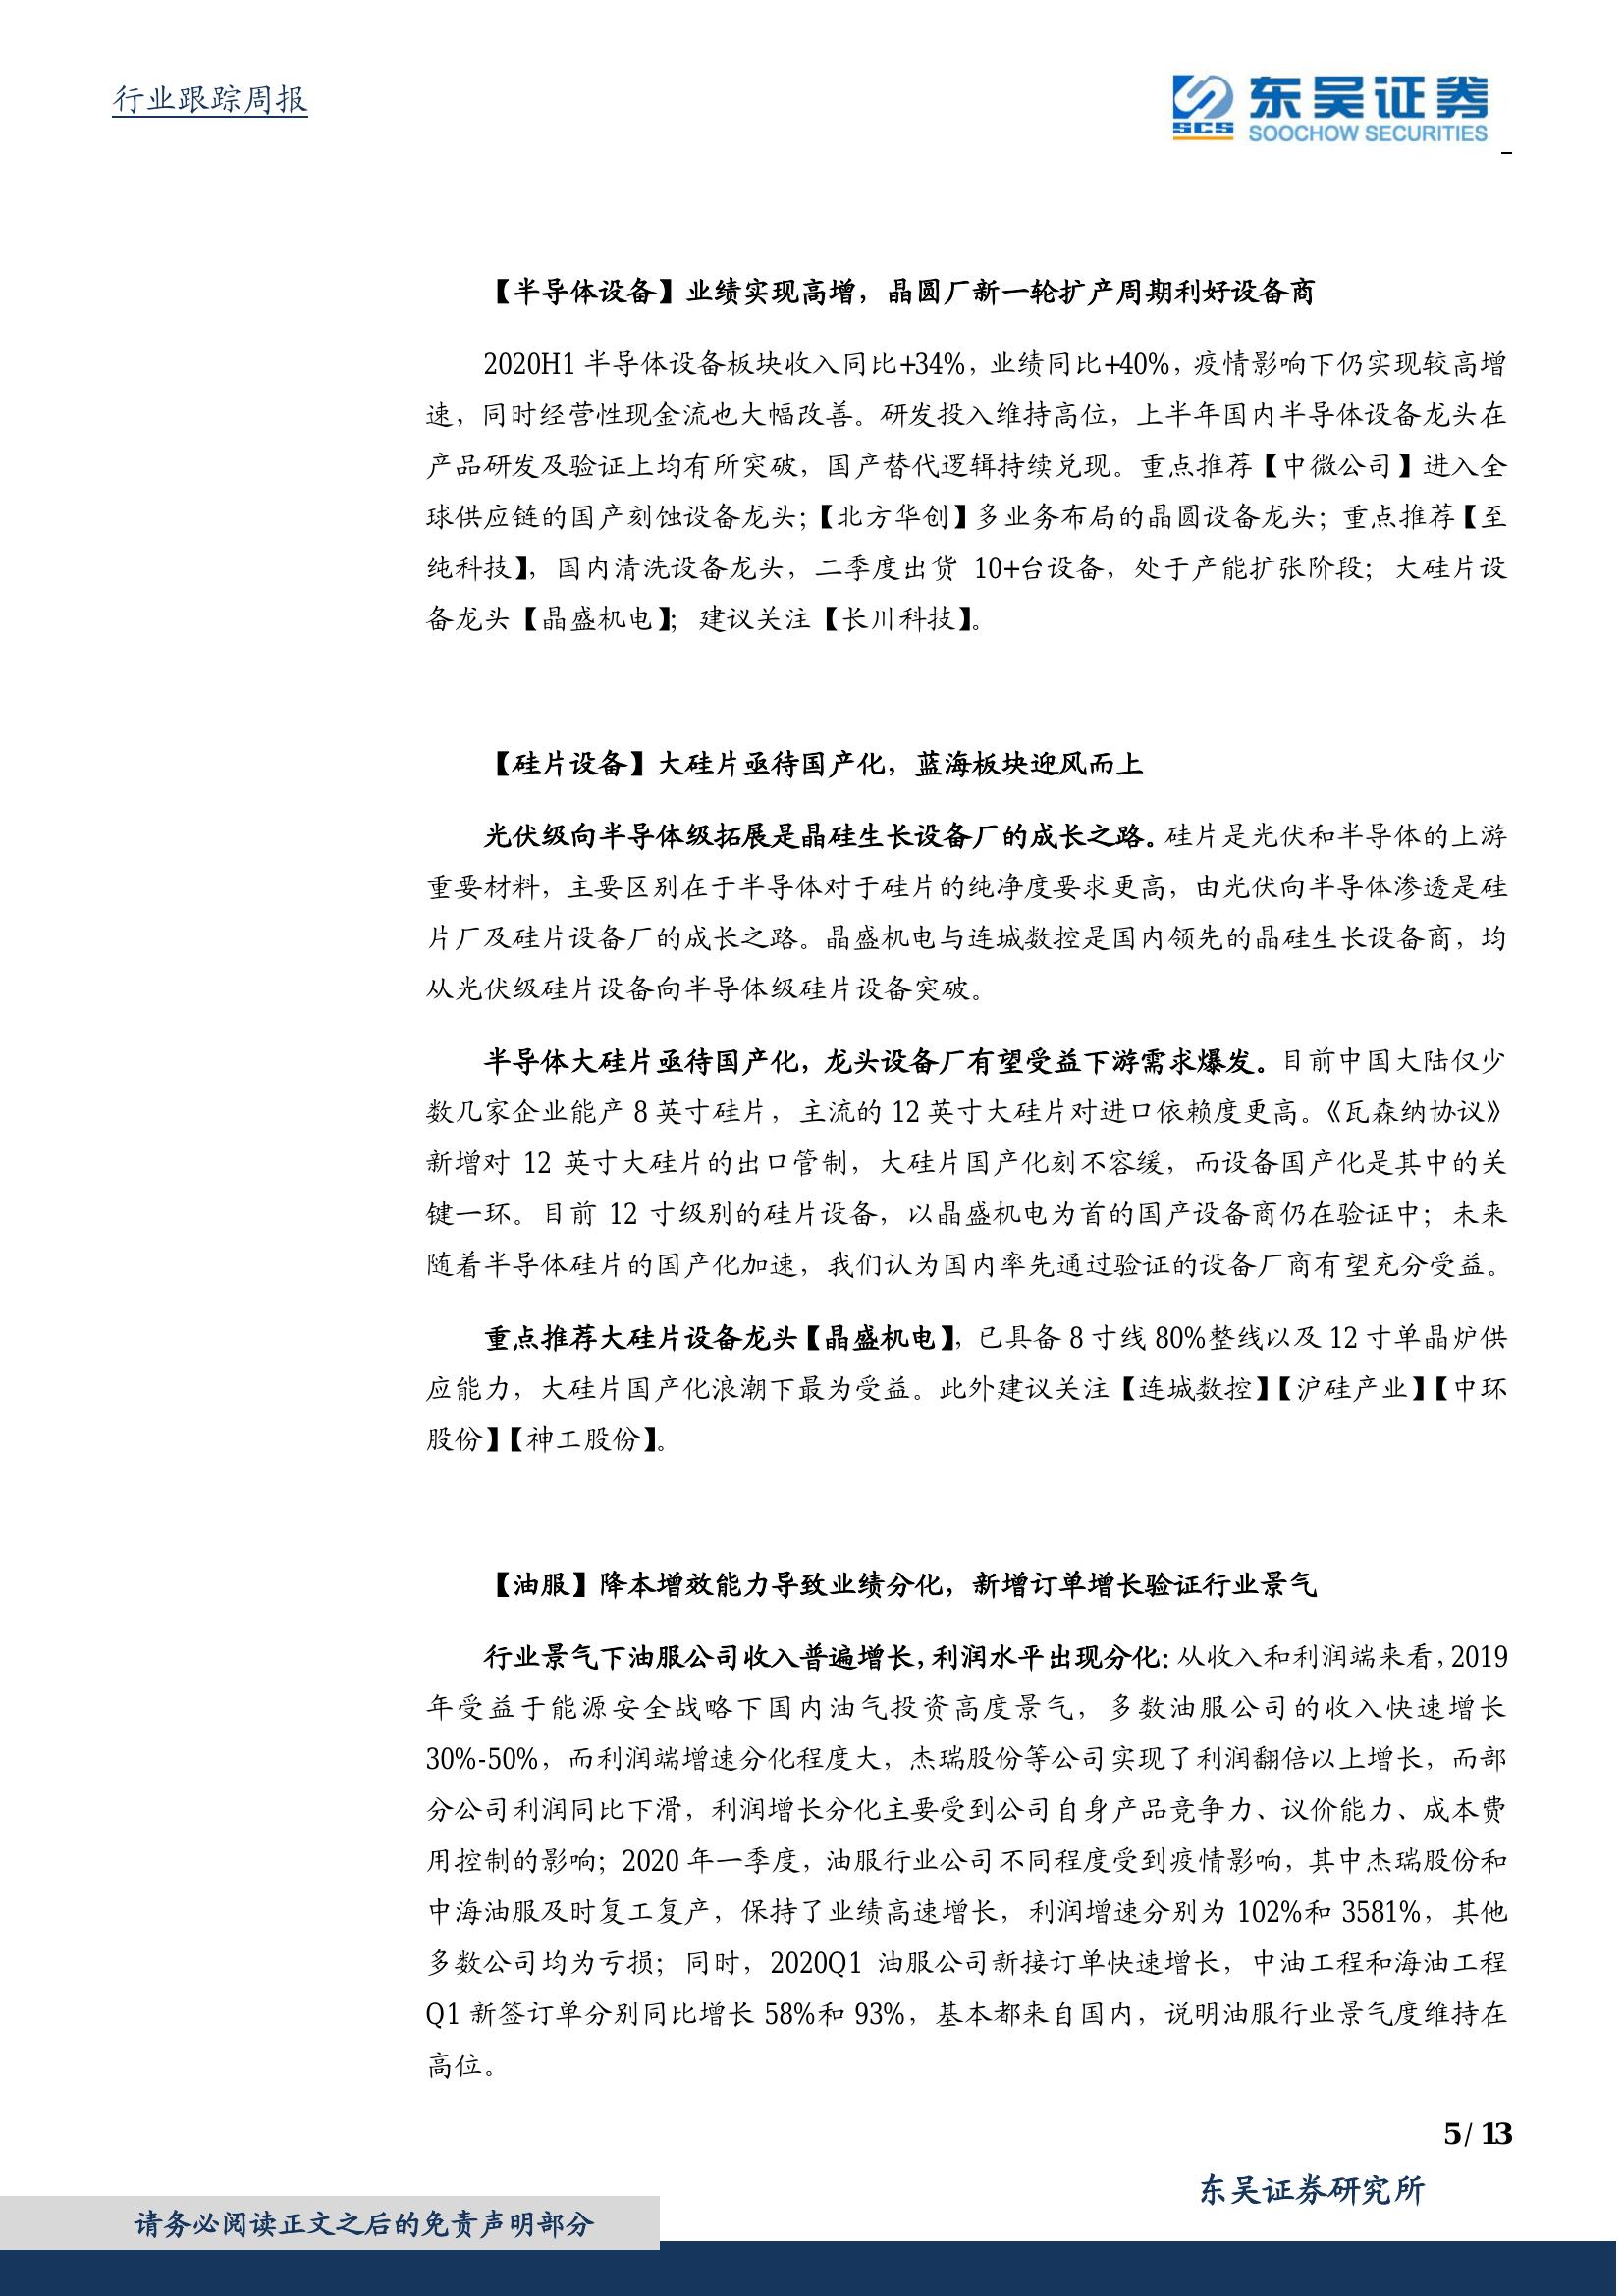 行业跟踪周报
SCS
东吴证券
SOOCHOW SECURITIES
【半导体设备】业绩实现高增，晶圆厂新一轮扩产周期利好设备商
2020H1 半导体设备板块收入同比+34%，业绩同比+40%，疫情影响下仍实现较高增
速，同时经营性现金流也大幅改善。研发投入维持高位，上半年国内半导体设备龙头在
产品研发及验证上均有所突破，国产替代逻辑持续兑现。重点推荐【中微公司】进入全
球供应链的国产刻蚀设备龙头；【北方华创】多业务布局的晶圆设备龙头；重点推荐【至
纯科技】，国内清洗设备龙头，二季度出货 10+台设备，处于产能扩张阶段；大硅片设
备龙头【晶盛机电】；建议关注【长川科技】。
【硅片设备】大硅片亟待国产化，蓝海板块迎风而上
光伏级向半导体级拓展是晶硅生长设备厂的成长之路。硅片是光伏和半导体的上游
重要材料，主要区别在于半导体对于硅片的纯净度要求更高，由光伏向半导体渗透是硅
片厂及硅片设备厂的成长之路。晶盛机电与连城数控是国内领先的晶硅生长设备商，均
从光伏级硅片设备向半导体级硅片设备突破。
半导体大硅片亟待国产化，龙头设备厂有望受益下游需求爆发。目前中国大陆仅少
数几家企业能产 8 英寸硅片，主流的 12 英寸大硅片对进口依赖度更高。《瓦森纳协议》
新增对 12 英寸大硅片的出口管制，大硅片国产化刻不容缓，而设备国产化是其中的关
键一环。目前 12 寸级别的硅片设备，以晶盛机电为首的国产设备商仍在验证中；未来
随着半导体硅片的国产化加速，我们认为国内率先通过验证的设备厂商有望充分受益。
重点推荐大硅片设备龙头【晶盛机电】，已具备 8 寸线 80%整线以及 12 寸单晶炉供
应能力，大硅片国产化浪潮下最为受益。此外建议关注【连城数控】【沪硅产业】【中环
股份】【神工股份】。
【油服】降本增效能力导致业绩分化，新增订单增长验证行业景气
行业景气下油服公司收入普遍增长，利润水平出现分化：从收入和利润端来看，2019
年受益于能源安全战略下国内油气投资高度景气，多数油服公司的收入快速增长
30%-50%，而利润端增速分化程度大，杰瑞股份等公司实现了利润翻倍以上增长，而部
分公司利润同比下滑，利润增长分化主要受到公司自身产品竞争力、议价能力、成本费
用控制的影响；2020 年一季度，油服行业公司不同程度受到疫情影响，其中杰瑞股份和
中海油服及时复工复产，保持了业绩高速增长，利润增速分别为 102%和 3581%，其他
多数公司均为亏损；同时，2020Q1 油服公司新接订单快速增长，中油工程和海油工程
Q1 新签订单分别同比增长 58%和 93%，基本都来自国内，说明油服行业景气度维持在
高位。
5 / 13
东吴证券研究所
请务必阅读正文之后的免责声明部分